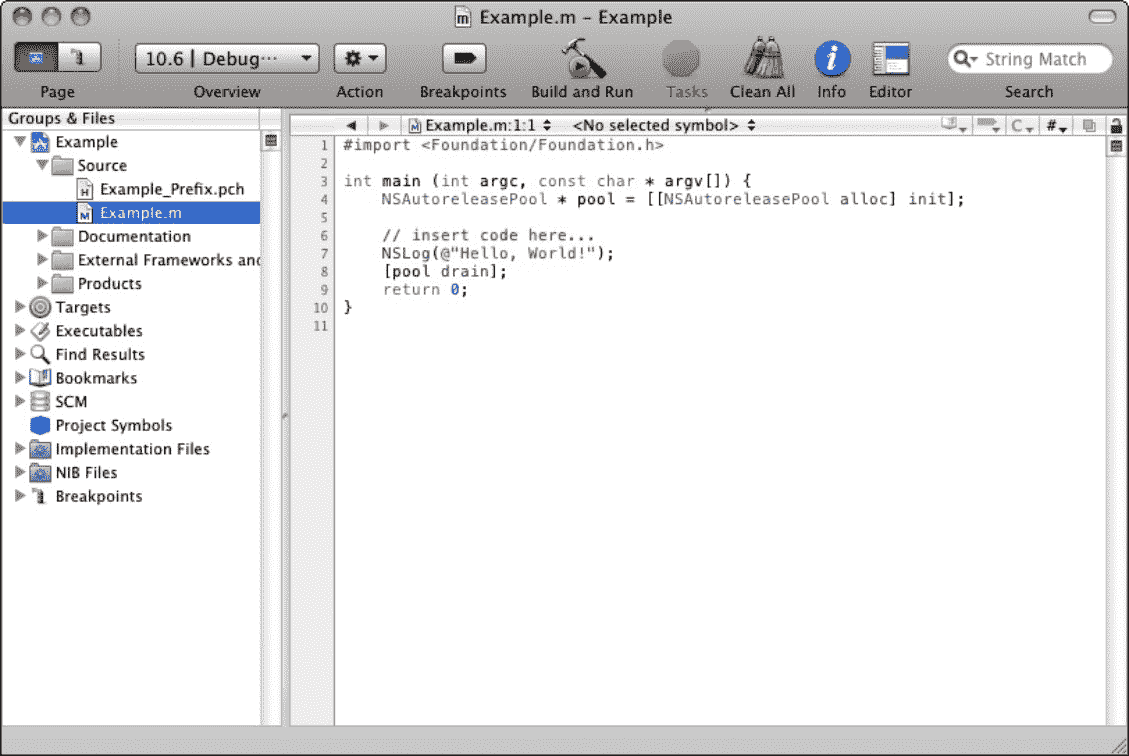 Example.m – Example
10.6 | Debug···
String Match
Page
Overview
Action
Breakpoints
Build and Run
Tasks
Clean All
Info
Editor
Search
Groups & Files
Example
Source
Example_Prefix.pch
Example.m
Documentation
External Frameworks and
Products
Targets
Executables
Find Results
Bookmarks
SCM
Project Symbols
Implementation Files
NIB Files
Breakpoints
Example.m:1:1 <No selected symbol> C #
1 #import <Foundation/Foundation.h>
2
3 int main (int argc, const char * argv[]) {
4     NSAutoreleasePool * pool = [[NSAutoreleasePool alloc] init];
5
6     // insert code here...
7     NSLog(@"Hello, World!");
8     [pool drain];
9     return 0;
10 }
11